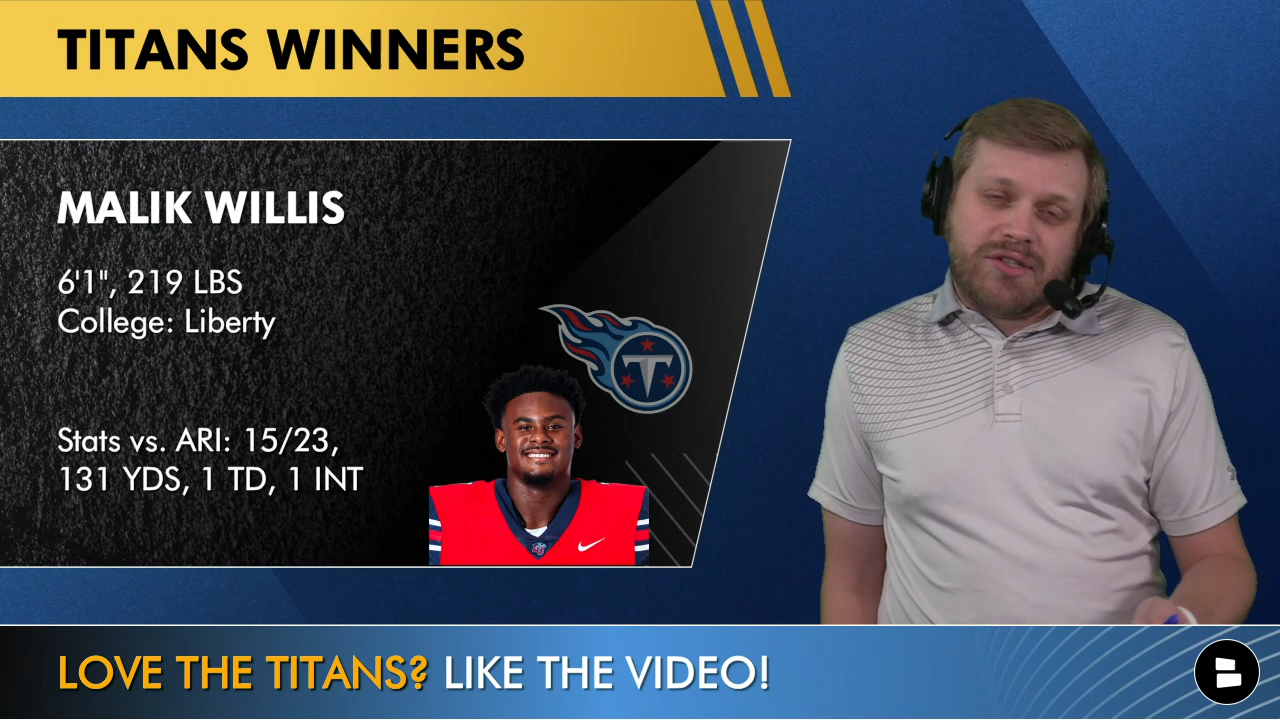 TITANS WINNERS
MALIK WILLIS
6'1", 219 LBS
College: Liberty
Stats vs. ARI: 15/23,
131 YDS, 1 TD, 1 INT
T
LOVE THE TITANS? LIKE THE VIDEO!